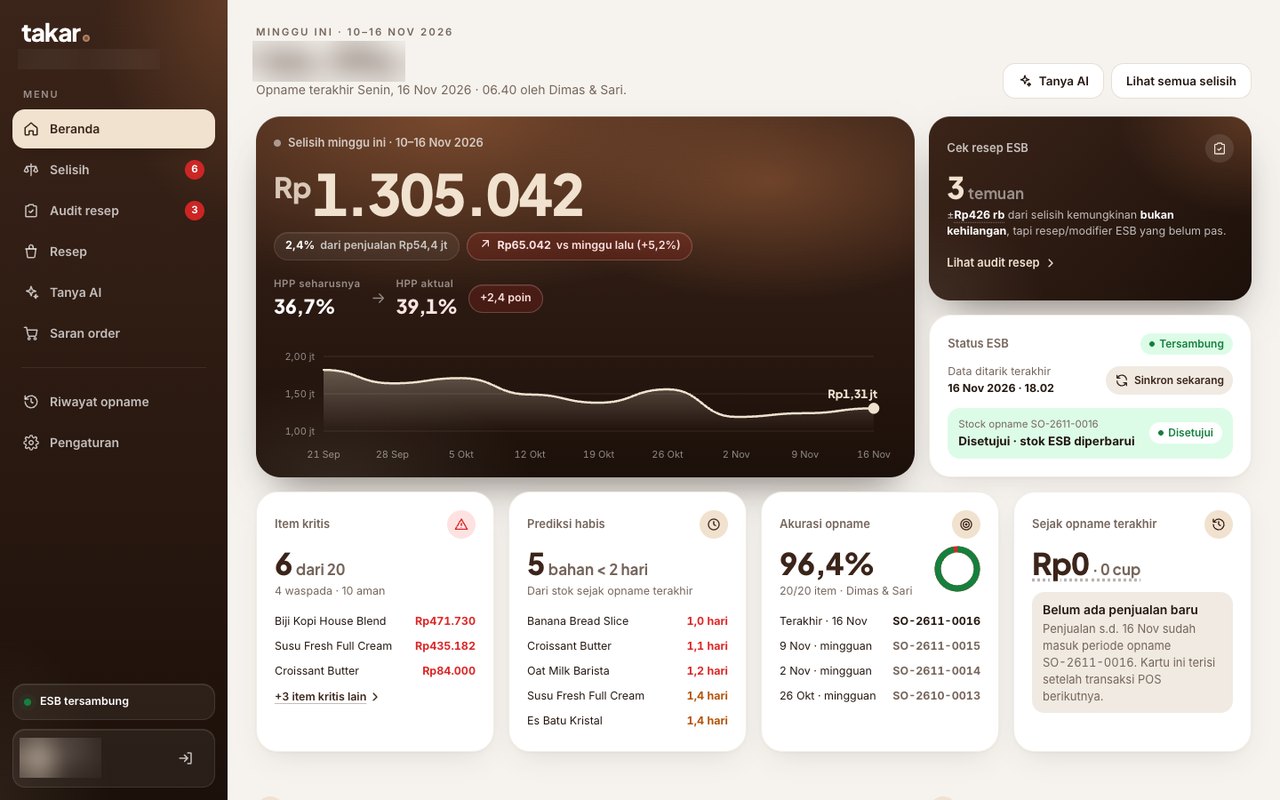 takar.
MENU
Beranda
Selisih 6
Audit resep 3
Resep
Tanya AI
Saran order
Riwayat opname
Pengaturan
ESB tersambung
MINGGU INI · 10–16 NOV 2026
Opname terakhir Senin, 16 Nov 2026 · 06.40 oleh Dimas & Sari.
Tanya AI
Lihat semua selisih
Selisih minggu ini · 10–16 Nov 2026
Rp1.305.042
2,4% dari penjualan Rp54,4 jt
Rp65.042 vs minggu lalu (+5,2%)
HPP seharusnya
36,7%
→
HPP aktual
39,1%
+2,4 poin
2,00 jt
1,50 jt
1,00 jt
Rp1,31 jt
21 Sep 28 Sep 5 Okt 12 Okt 19 Okt 26 Okt 2 Nov 9 Nov 16 Nov
Cek resep ESB
3 temuan
±Rp426 rb dari selisih kemungkinan bukan
kehilangan, tapi resep/modifier ESB yang belum pas.
Lihat audit resep
Status ESB
Tersambung
Data ditarik terakhir
16 Nov 2026 · 18.02
Sinkron sekarang
Stock opname SO-2611-0016
Disetujui · stok ESB diperbarui
Disetujui
Item kritis
6 dari 20
4 waspada · 10 aman
Biji Kopi House Blend Rp471.730
Susu Fresh Full Cream Rp435.182
Croissant Butter Rp84.000
+3 item kritis lain
Prediksi habis
5 bahan < 2 hari
Dari stok sejak opname terakhir
Banana Bread Slice 1,0 hari
Croissant Butter 1,1 hari
Oat Milk Barista 1,2 hari
Susu Fresh Full Cream 1,4 hari
Es Batu Kristal 1,4 hari
Akurasi opname
96,4%
20/20 item · Dimas & Sari
Terakhir · 16 Nov SO-2611-0016
9 Nov · mingguan SO-2611-0015
2 Nov · mingguan SO-2611-0014
26 Okt · mingguan SO-2610-0013
Sejak opname terakhir
Rp0 · 0 cup
Belum ada penjualan baru
Penjualan s.d. 16 Nov sudah
masuk periode opname
SO-2611-0016. Kartu ini terisi
setelah transaksi POS
berikutnya.